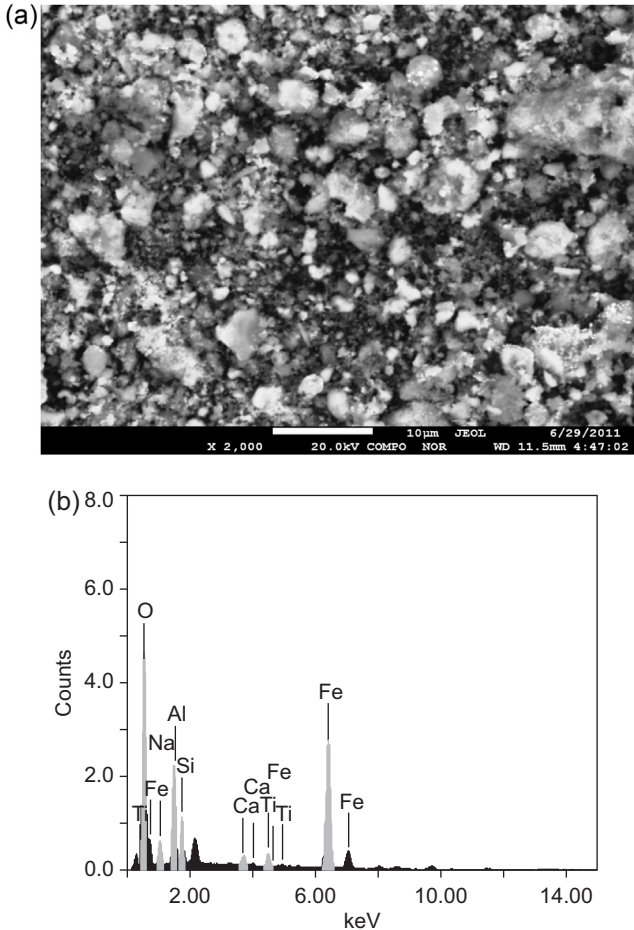 (a)
10μm JEOL 6/29/2011
X 2,000 20.0kV COMPO NOR WD 11.5mm 4:47:02
(b)
8.0
6.0
4.0
2.0
0.0
Counts
O
Ti
Fe
Na
Al
Si
Ca
Ca
Ti
Fe
Ti
Fe
Fe
2.00 6.00 10.00 14.00
keV